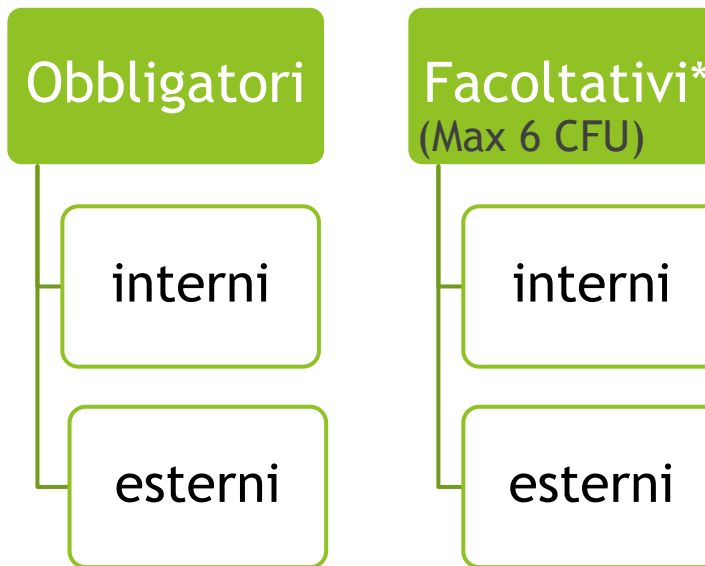 Obbligatori
interni
esterni
Facoltativi*
(Max 6 CFU)
interni
esterni